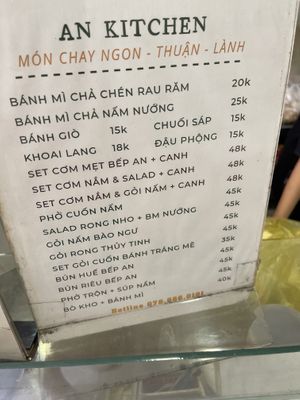 AN KITCHEN
MÓN CHAY NGON - THUẬN - LÀNH
BÁNH MÌ CHẢ CHÉN RAU RĂM 20k
BÁNH MÌ CHẢ NẤM NƯỚNG 25k
BÁNH GIÒ 15k CHUỐI SÁP 15k
KHOAI LANG 18k ĐẬU PHỘNG 15k
SET CƠM MẸT BẾP AN + CANH 48k
SET CƠM NẮM & SALAD + CANH 48k
SET CƠM NẮM & GỎI NẤM + CANH 48k
PHỞ CUỐN NẤM 45k
SALAD RONG NHO + BM NƯỚNG 45k
GỎI NẤM BÀO NGƯ 45k
GỎI RONG THỦY TINH 35k
SET GỎI CUỐN BÁNH TRÁNG MÈ 45k
BÚN HUẾ BẾP AN 45k
BÚN RIÊU BẾP AN 45k
PHỞ TRỘN + SÚP NẤM 45k
BÒ KHO + BÁNH MÌ 40k
Hotline